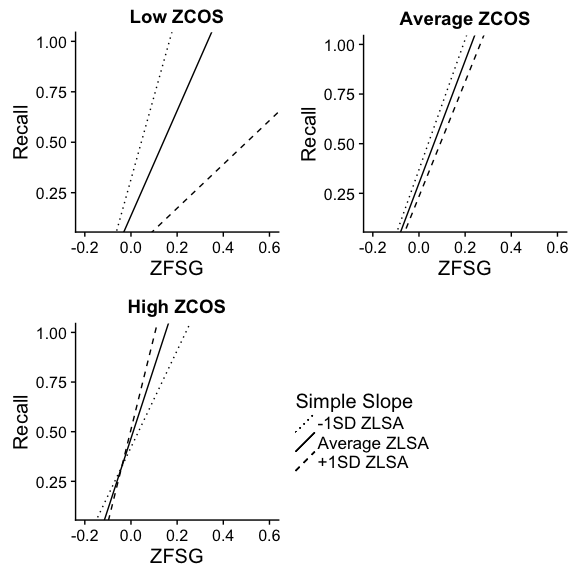 Low ZCOS
Recall
1.00
0.75
0.50
0.25
-0.2 0.0 0.2 0.4 0.6
ZFSG
Average ZCOS
Recall
1.00
0.75
0.50
0.25
-0.2 0.0 0.2 0.4 0.6
ZFSG
High ZCOS
Recall
1.00
0.75
0.50
0.25
-0.2 0.0 0.2 0.4 0.6
ZFSG
Simple Slope
-1SD ZLSA
Average ZLSA
+1SD ZLSA